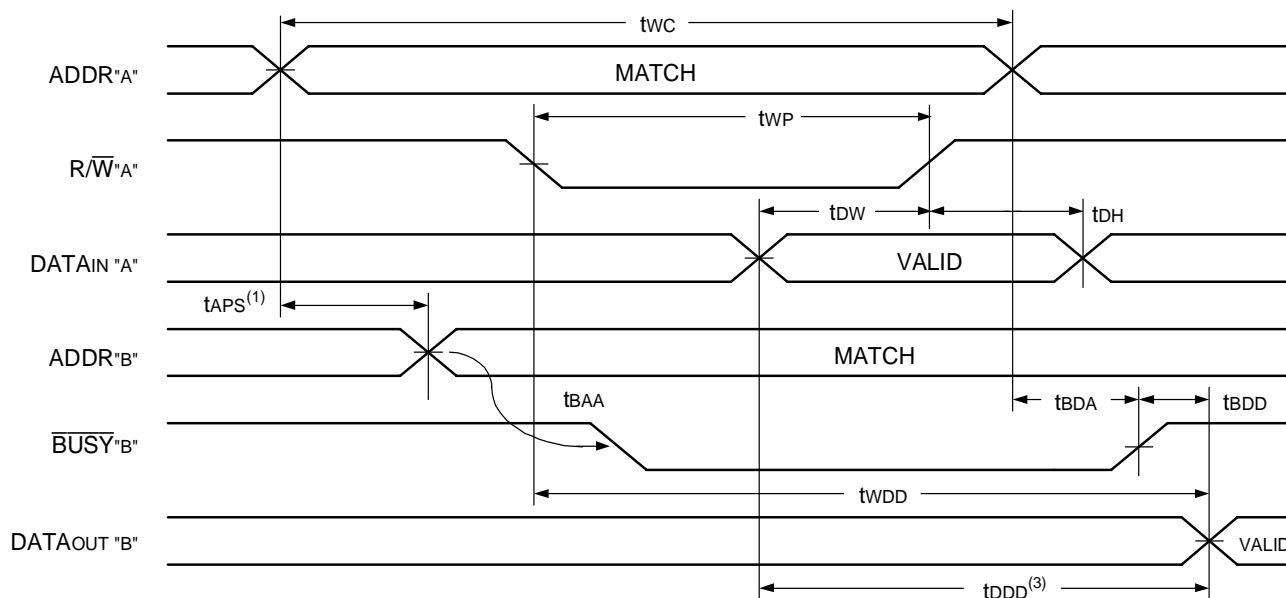 tWC
ADDR"A"
MATCH
tWP
R/W̅"A"
tDW
tDH
DATAIN "A"
VALID
tAPS(1)
ADDR"B"
MATCH
tBAA
tBDA
tBDD
B̅U̅S̅Y̅"B"
tWDD
DATAOUT "B"
VALID
tDDD(3)